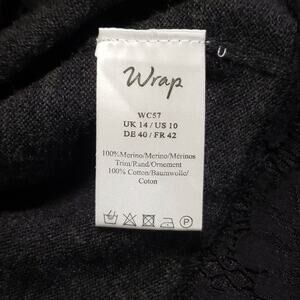 Wrap
WC57
UK 14 / US 10
DE 40 / FR 42
100%Merino/Merino/Mérinos
Trim/Rand/Ornement
100% Cotton/Baumwolle/
Coton
P